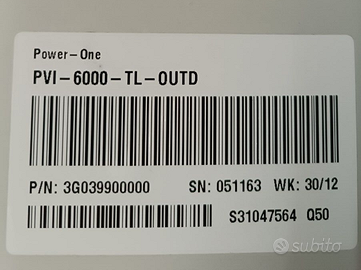 Power-One
PVI-6000-TL-OUTD
P/N: 3G039900000 SN: 051163 WK: 30/12
S31047564 Q50
subito